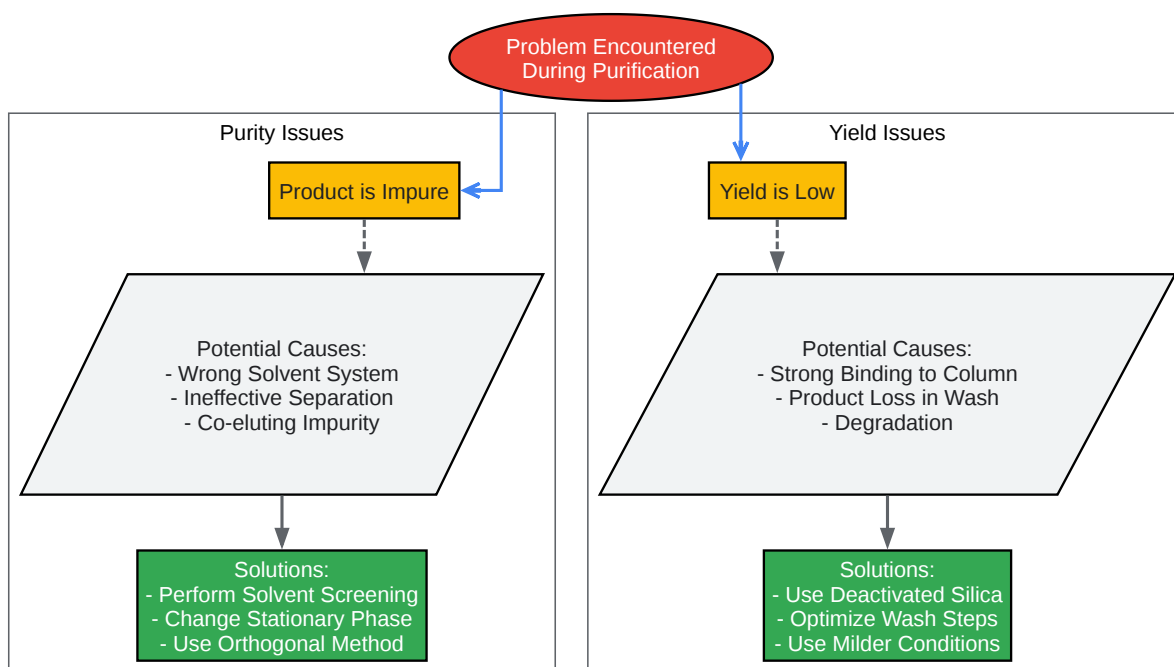 Problem Encountered
During Purification
Purity Issues
Product is Impure
Potential Causes:
- Wrong Solvent System
- Ineffective Separation
- Co-eluting Impurity
Solutions:
- Perform Solvent Screening
- Change Stationary Phase
- Use Orthogonal Method
Yield Issues
Yield is Low
Potential Causes:
- Strong Binding to Column
- Product Loss in Wash
- Degradation
Solutions:
- Use Deactivated Silica
- Optimize Wash Steps
- Use Milder Conditions